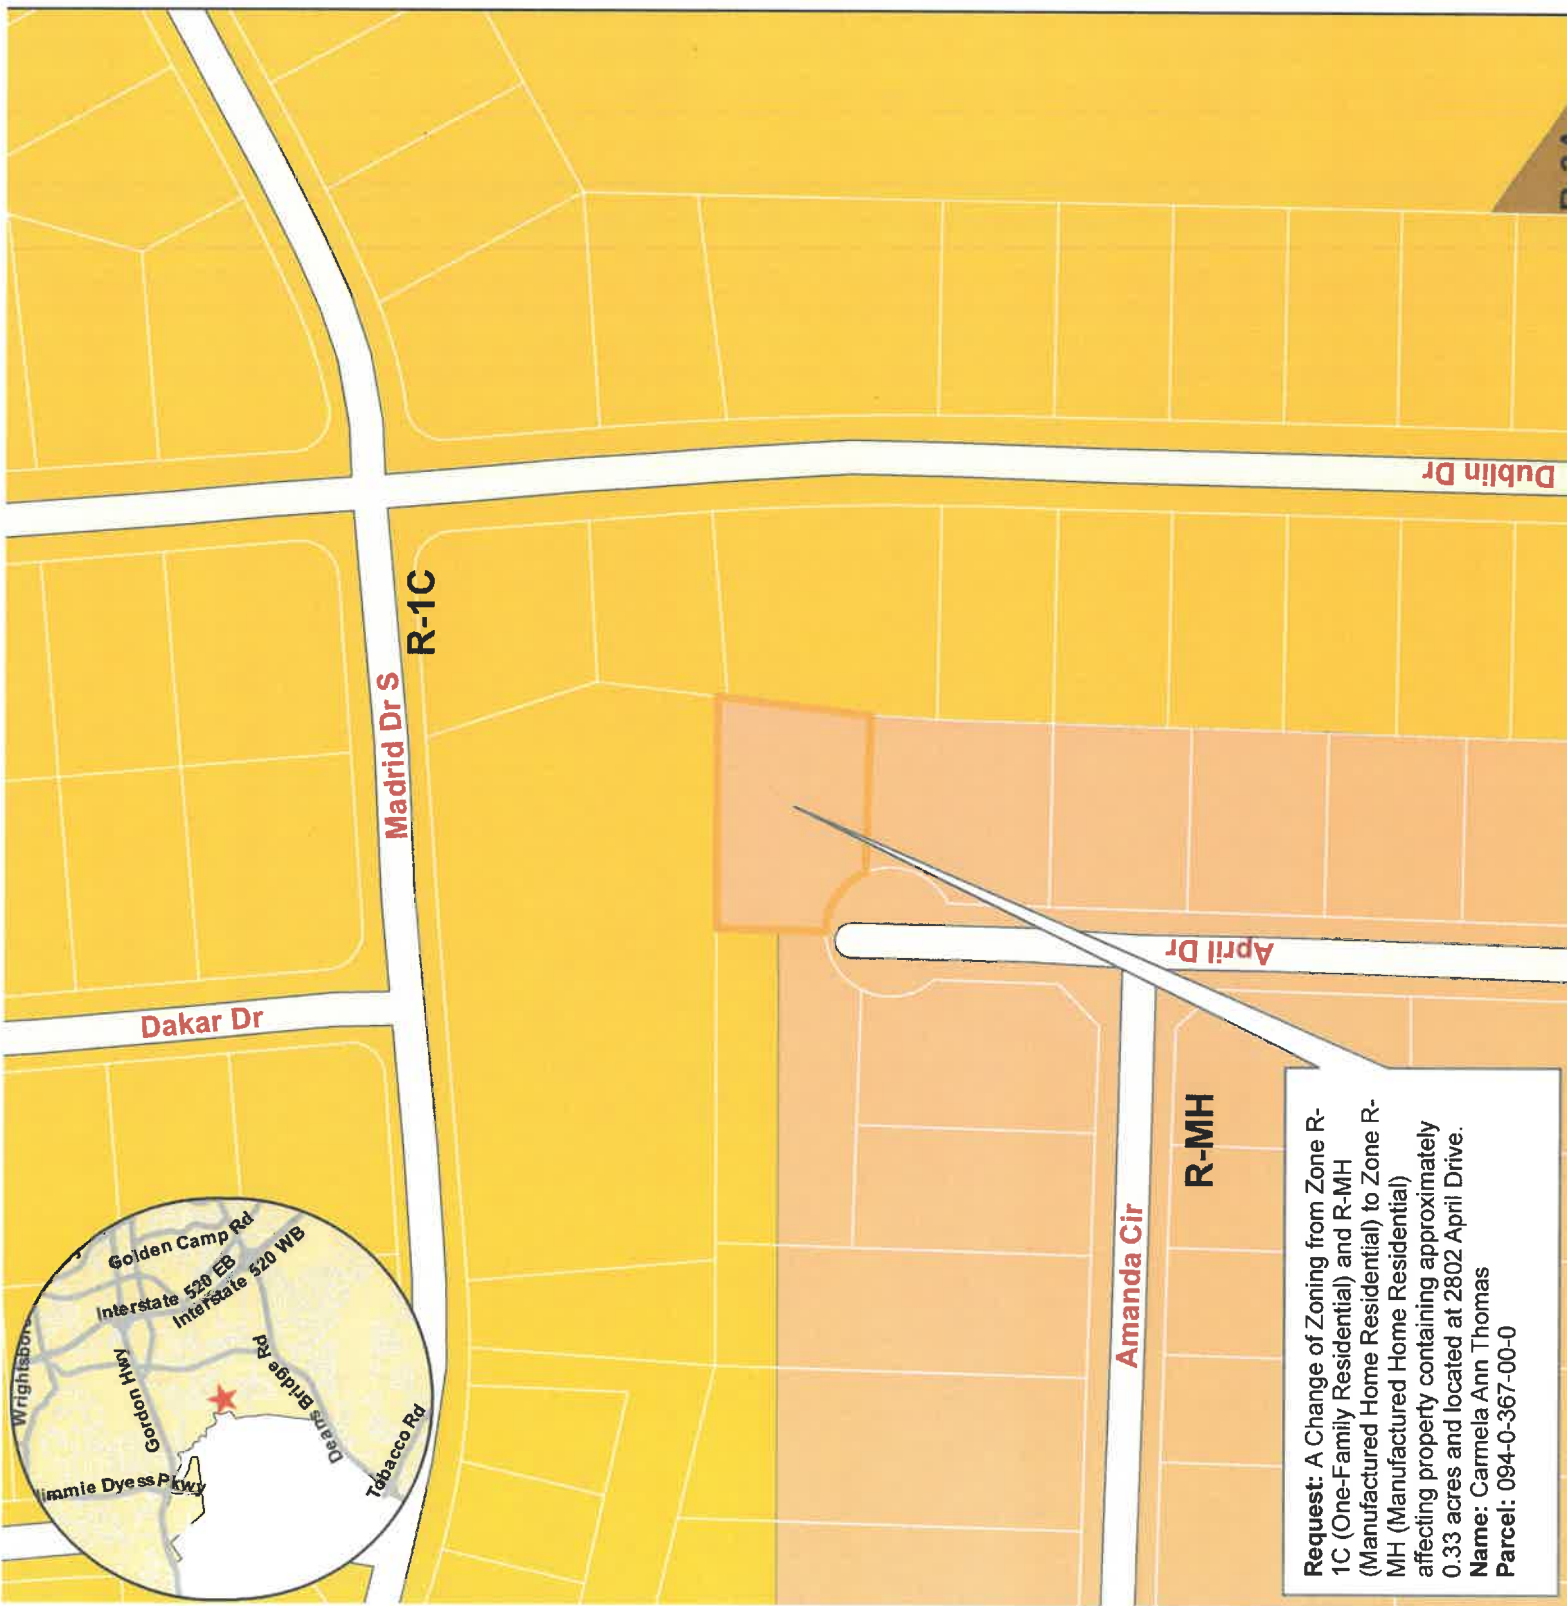 Wrightsboro
Golden Camp Rd
Interstate 520 EB
Interstate 520 WB
Gordon Hwy
Jimmie Dyess Pkwy
Deans Bridge Rd
Tobacco Rd
Dakar Dr
Madrid Dr S
R-1C
Dublin Dr
April Dr
Amanda Cir
R-MH
Request: A Change of Zoning from Zone R-
1C (One-Family Residential) and R-MH
(Manufactured Home Residential) to Zone R-
MH (Manufactured Home Residential)
affecting property containing approximately
0.33 acres and located at 2802 April Drive.
Name: Carmela Ann Thomas
Parcel: 094-0-367-00-0